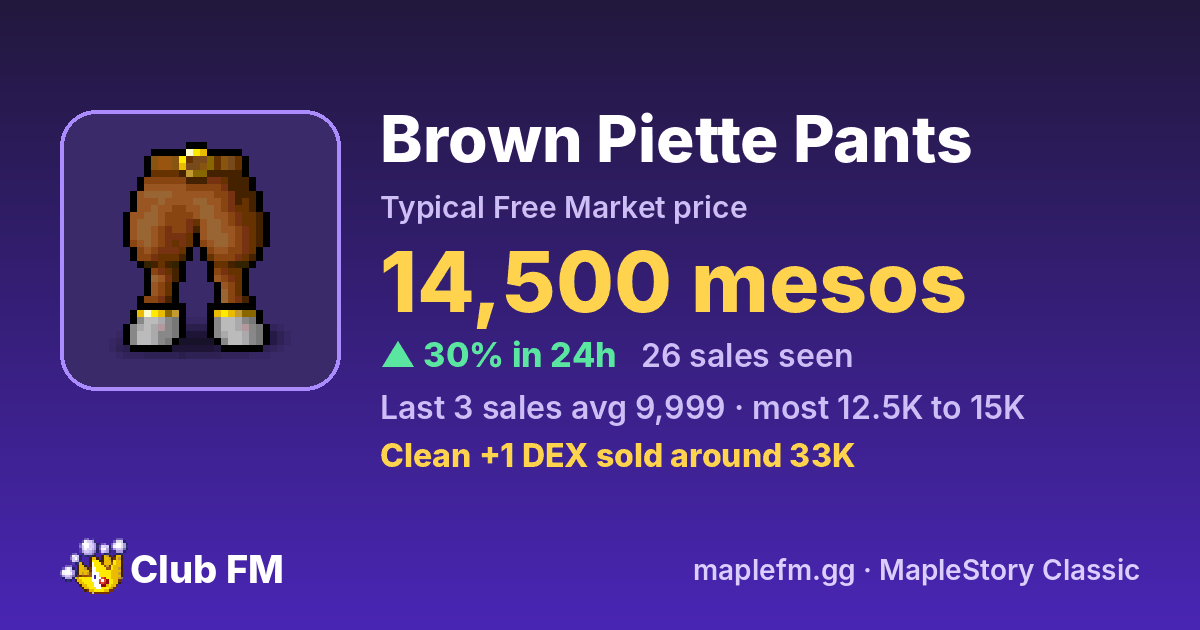 Brown Piette Pants
Typical Free Market price
14,500 mesos
▲ 30% in 24h 26 sales seen
Last 3 sales avg 9,999 · most 12.5K to 15K
Clean +1 DEX sold around 33K
Club FM
maplefm.gg · MapleStory Classic